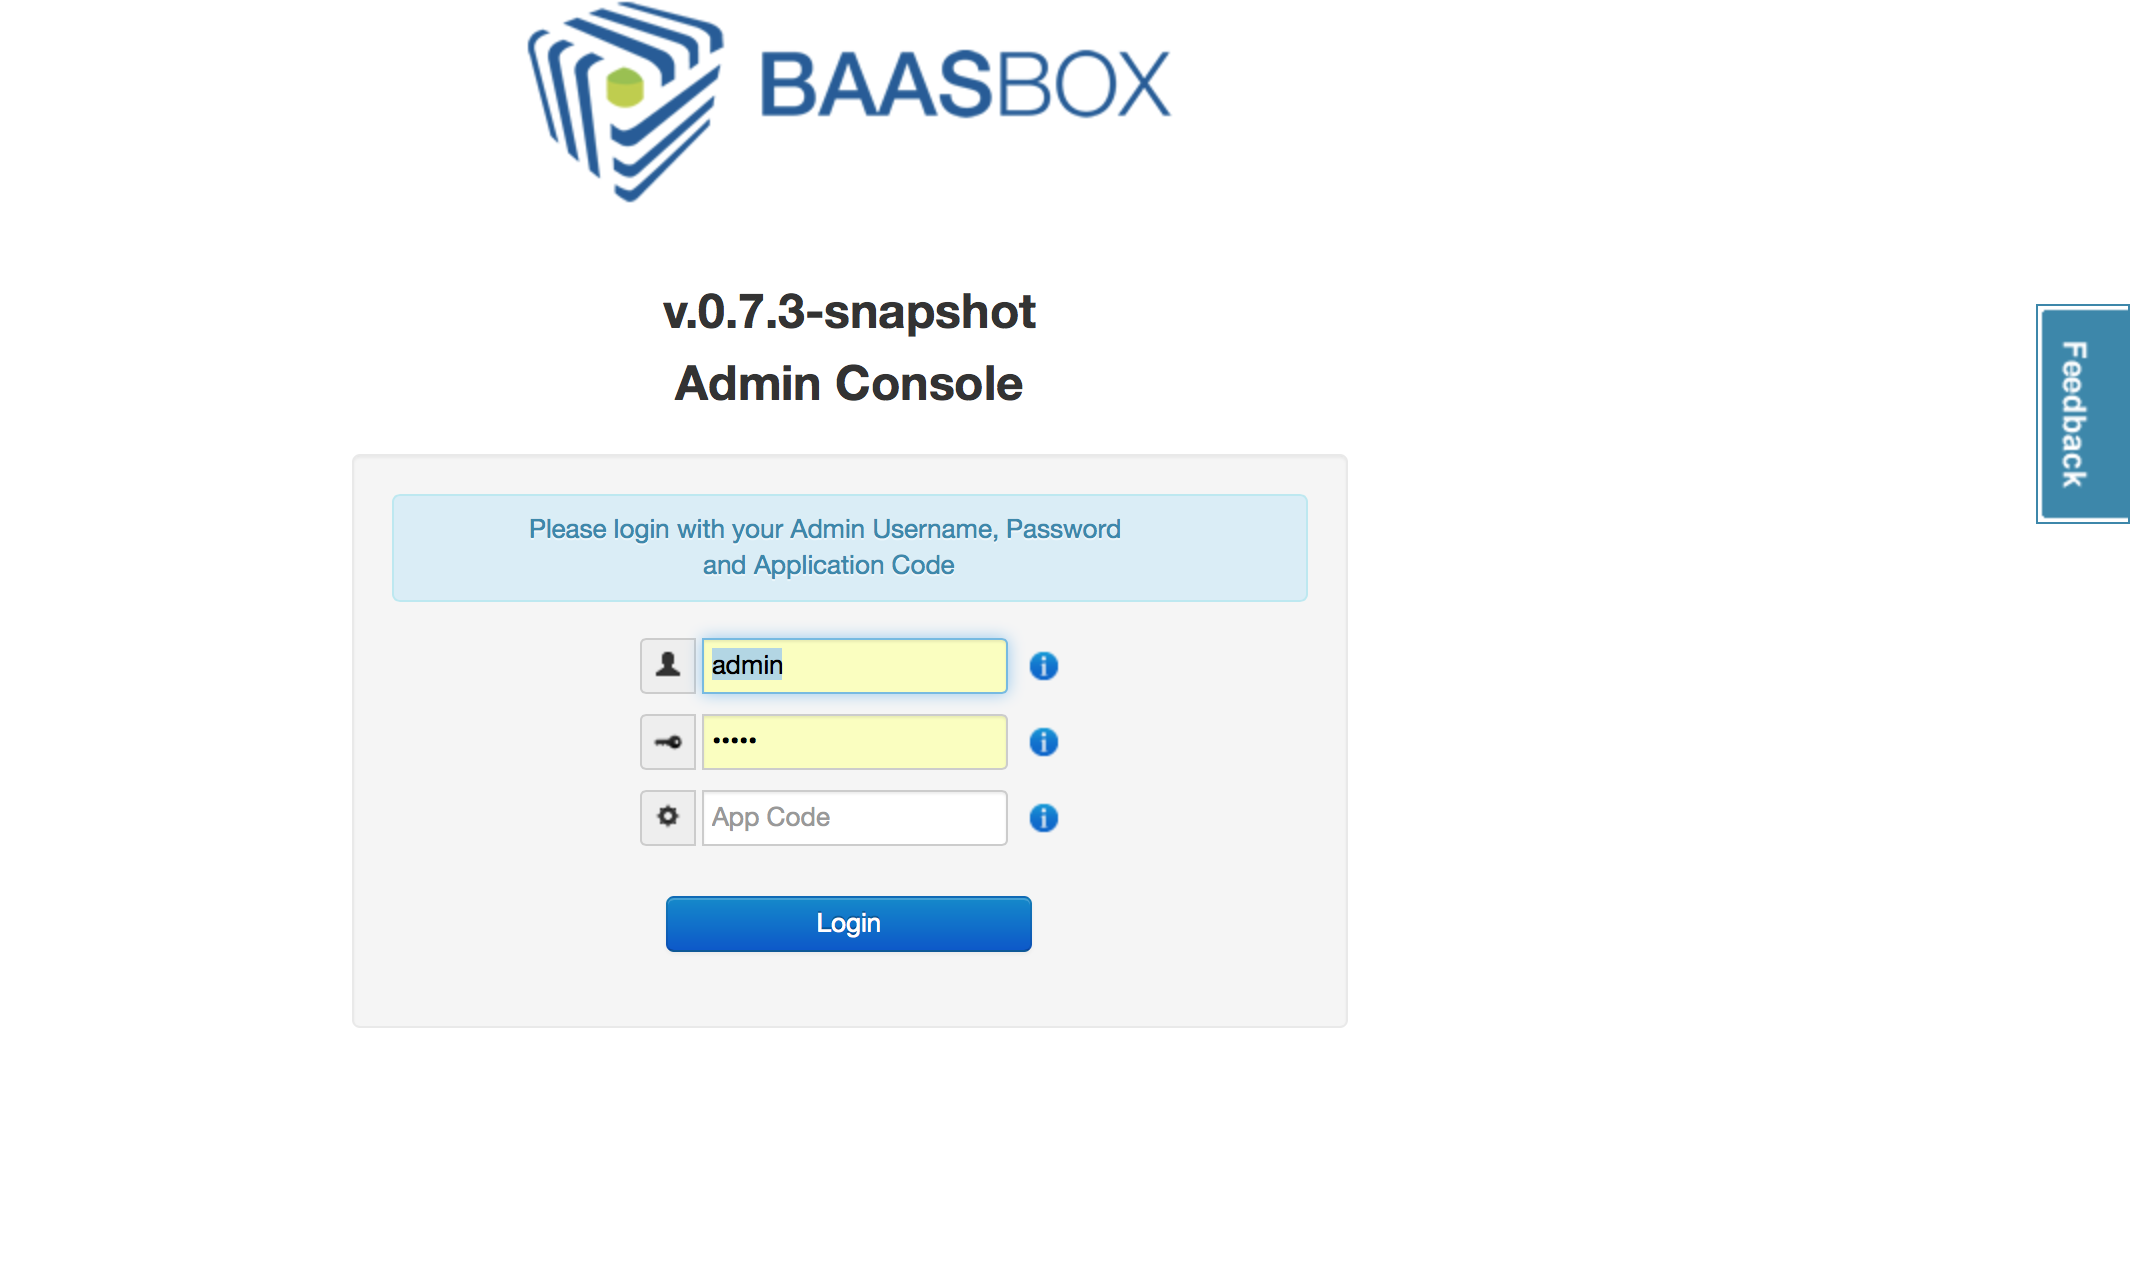 BAASBOX
v.0.7.3-snapshot
Admin Console
Feedback
Please login with your Admin Username, Password
and Application Code
admin
•••••
App Code
Login